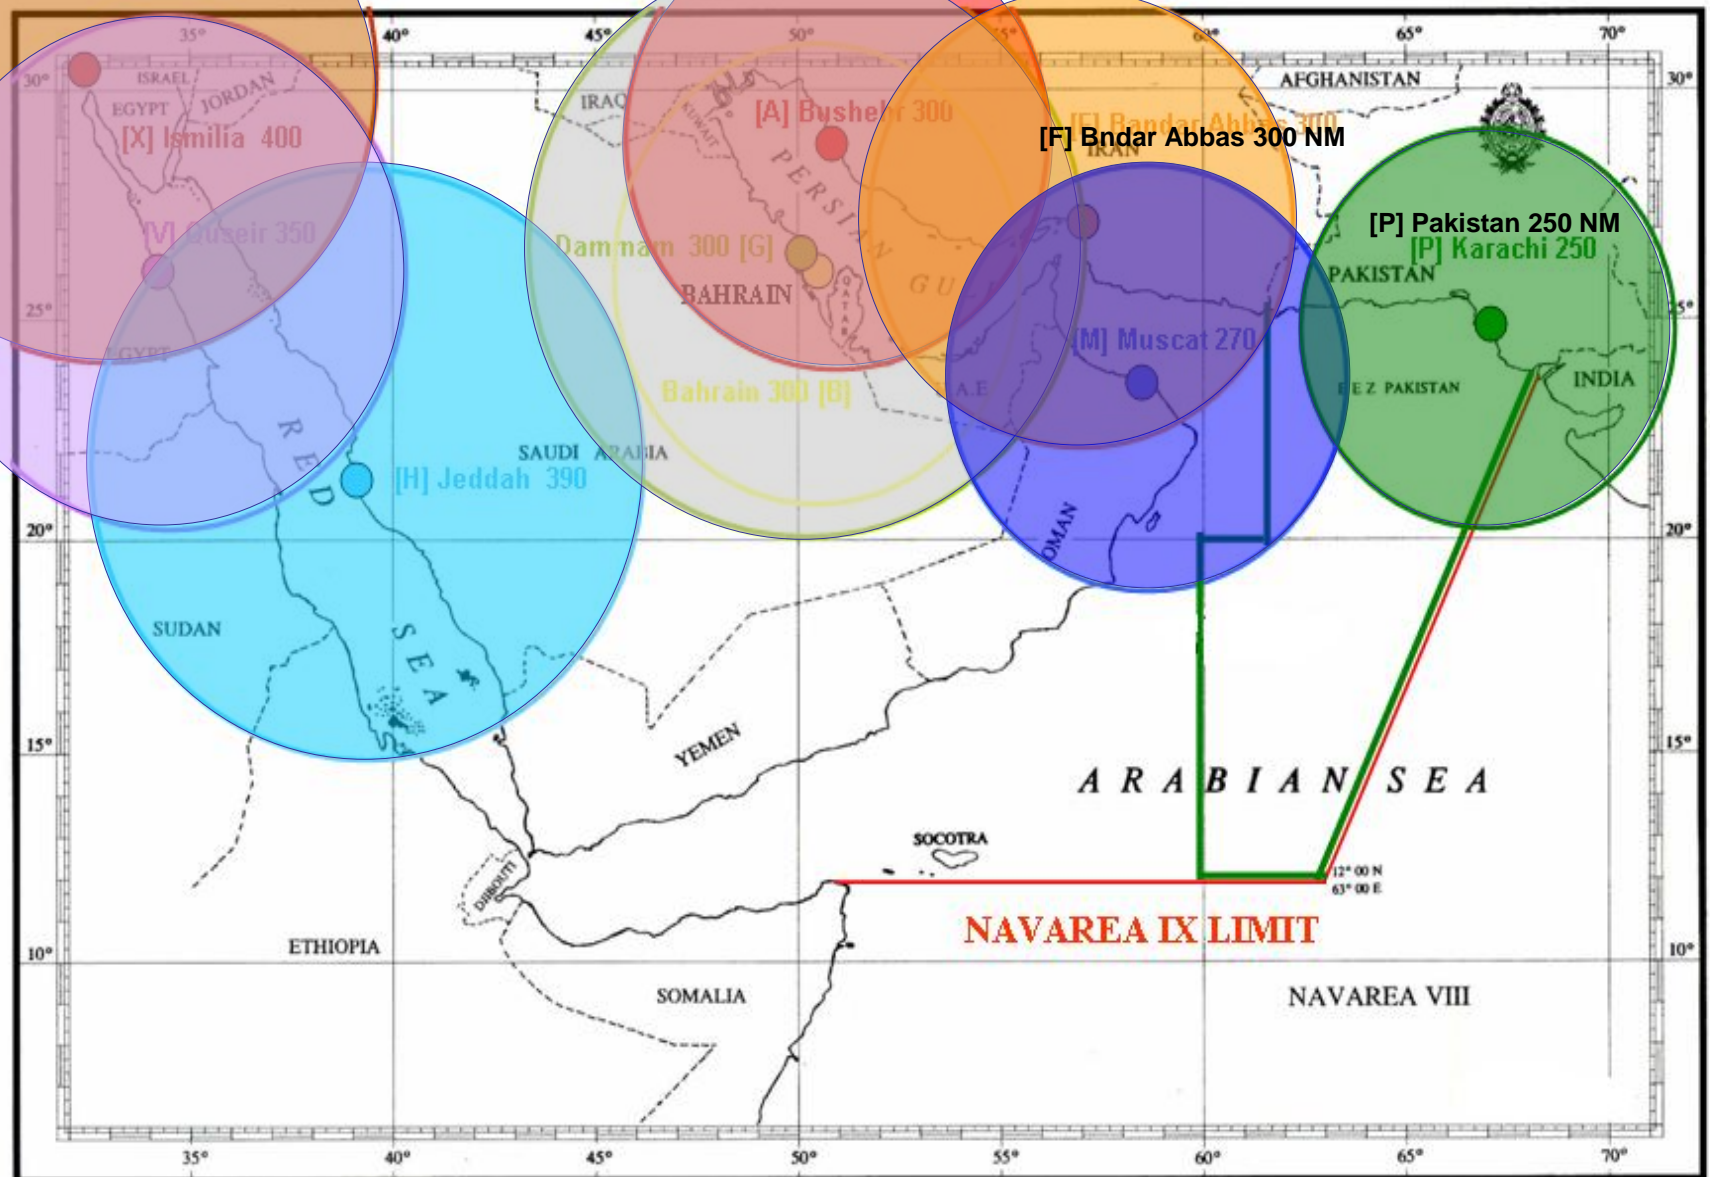 35° 40° 45° 50° 55° 60° 65° 70°
30° ISRAEL AFGHANISTAN 30°
EGYPT JORDAN IRAQ KUWAIT
[A] Bushehr 300
[X] Ismilia 400
[F] Bandar Abbas 300
[F] Bndar Abbas 300 NM
IRAN
PERSIAN GULF
[V] Quseir 350
[P] Pakistan 250 NM
[P] Karachi 250
Dammam 300 [G]
PAKISTAN
BAHRAIN
QATAR
25° 25°
EGYPT
[M] Muscat 270
U.A.E
Bahrain 300 [B]
E E Z PAKISTAN
INDIA
SAUDI ARABIA
[H] Jeddah 390
RED SEA
20° 20°
OMAN
SUDAN
YEMEN
15° 15°
ARABIAN SEA
SOCOTRA
DJIBOUTI
12° 00 N
63° 00 E
NAVAREA IX LIMIT
ETHIOPIA
10° 10°
SOMALIA
NAVAREA VIII
35° 40° 45° 50° 55° 60° 65° 70°